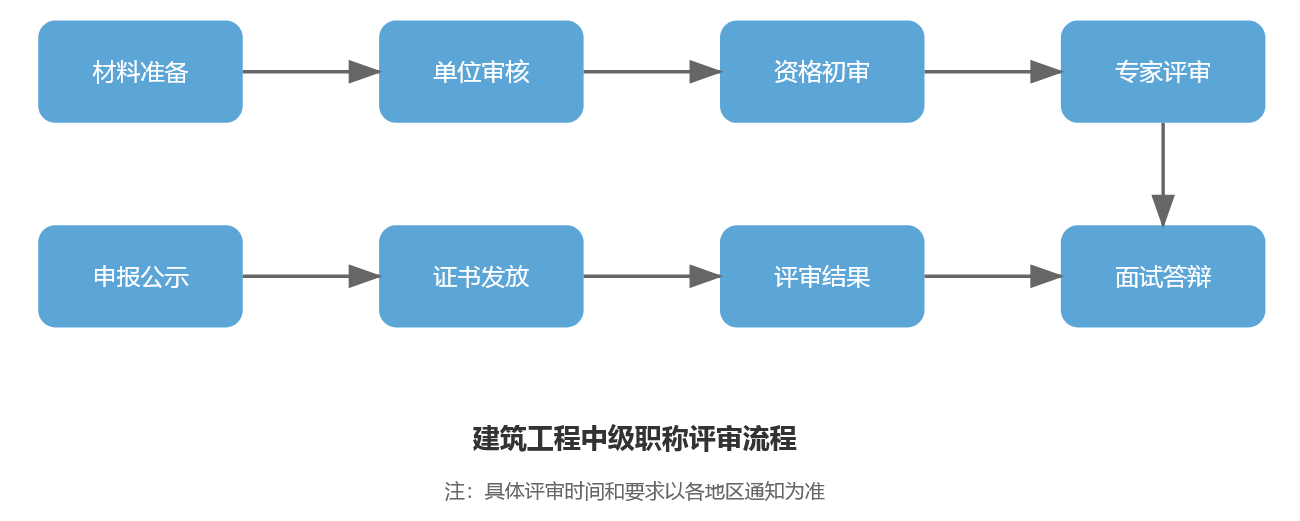 材料准备
单位审核
资格初审
专家评审
申报公示
证书发放
评审结果
面试答辩
建筑工程中级职称评审流程
注：具体评审时间和要求以各地区通知为准